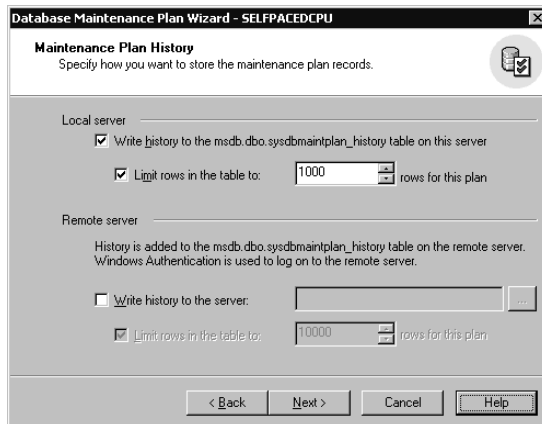 Database Maintenance Plan Wizard - SELFPACEDCPU
Maintenance Plan History
Specify how you want to store the maintenance plan records.
Local server
Write history to the msdb.dbo.sysdbmaintplan_history table on this server
Limit rows in the table to: 1000 rows for this plan
Remote server
History is added to the msdb.dbo.sysdbmaintplan_history table on the remote server.
Windows Authentication is used to log on to the remote server.
Write history to the server: ...
Limit rows in the table to: 10000 rows for this plan
< Back Next > Cancel Help